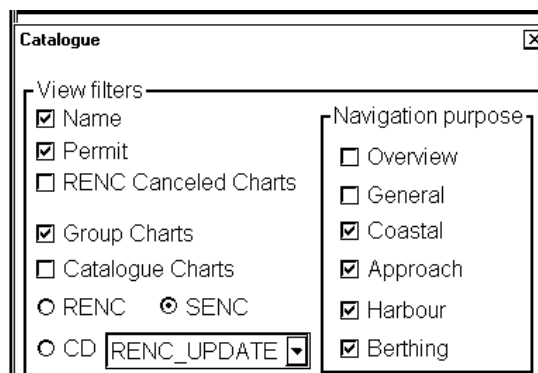 Catalogue
View filters
Name
Permit
RENC Canceled Charts
Group Charts
Catalogue Charts
RENC SENC
CD RENC_UPDATE
Navigation purpose
Overview
General
Coastal
Approach
Harbour
Berthing